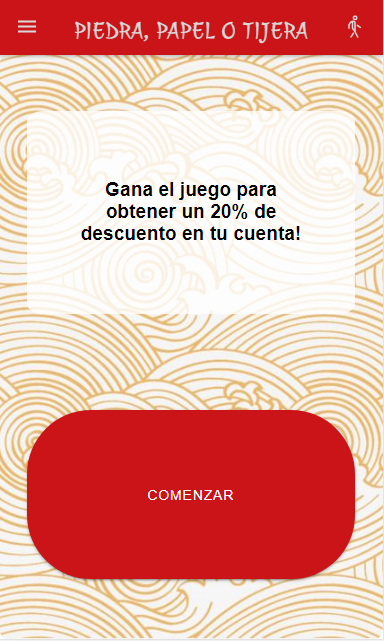 PIEDRA, PAPEL O TIJERA
Gana el juego para
obtener un 20% de
descuento en tu cuenta!
COMENZAR